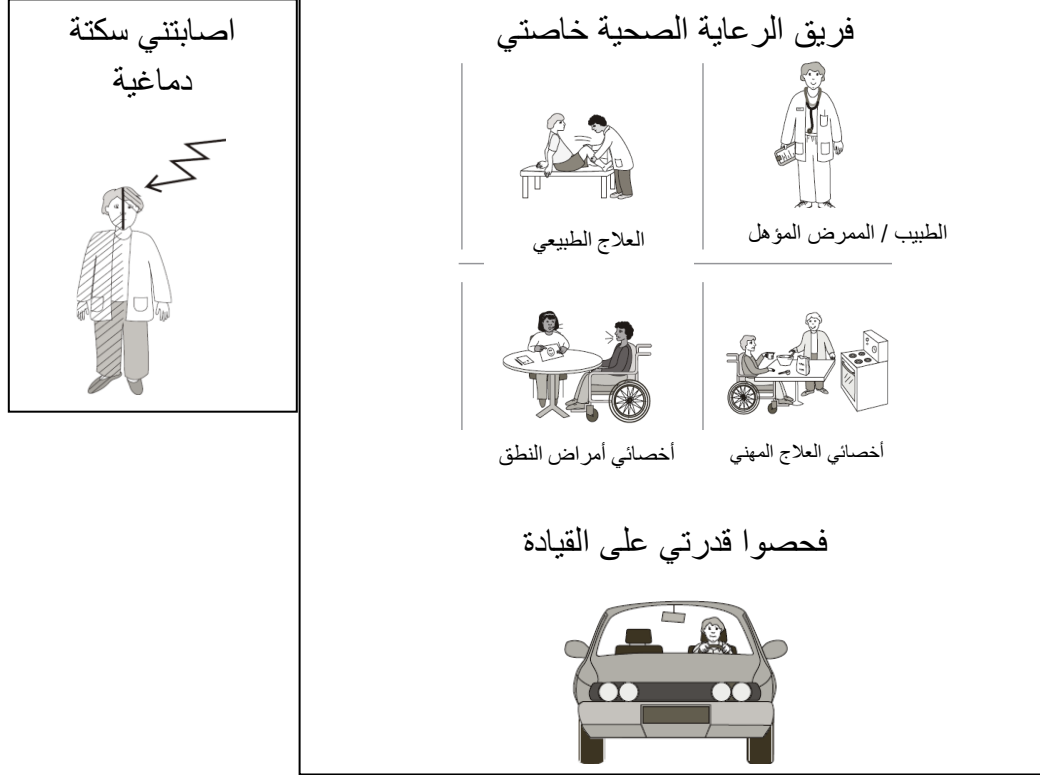 اصابتني سكتة
دماغية
فريق الرعاية الصحية خاصتي
الطبيب / الممرض المؤهل
العلاج الطبيعي
أخصائي العلاج المهني
أخصائي أمراض النطق
فحصوا قدرتي على القيادة